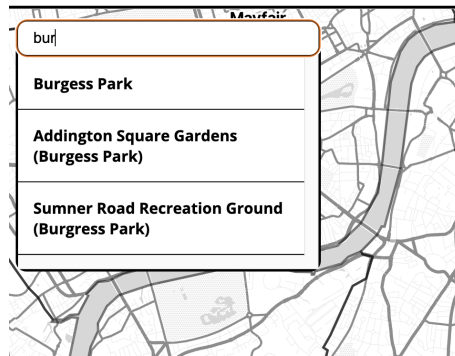 Mayfair
bur
Burgess Park
Addington Square Gardens
(Burgess Park)
Sumner Road Recreation Ground
(Burgress Park)